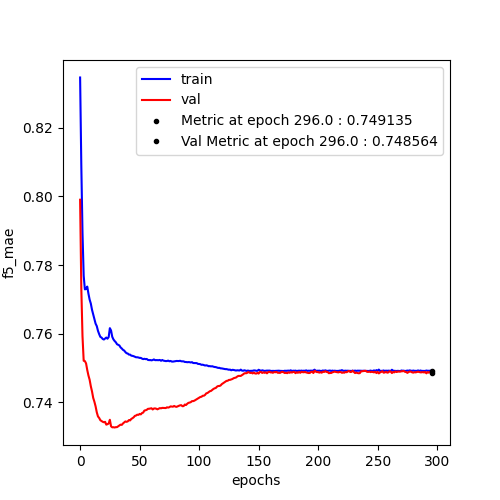 train
val
Metric at epoch 296.0 : 0.749135
Val Metric at epoch 296.0 : 0.748564
f5_mae
0.82
0.80
0.78
0.76
0.74
0 50 100 150 200 250 300
epochs